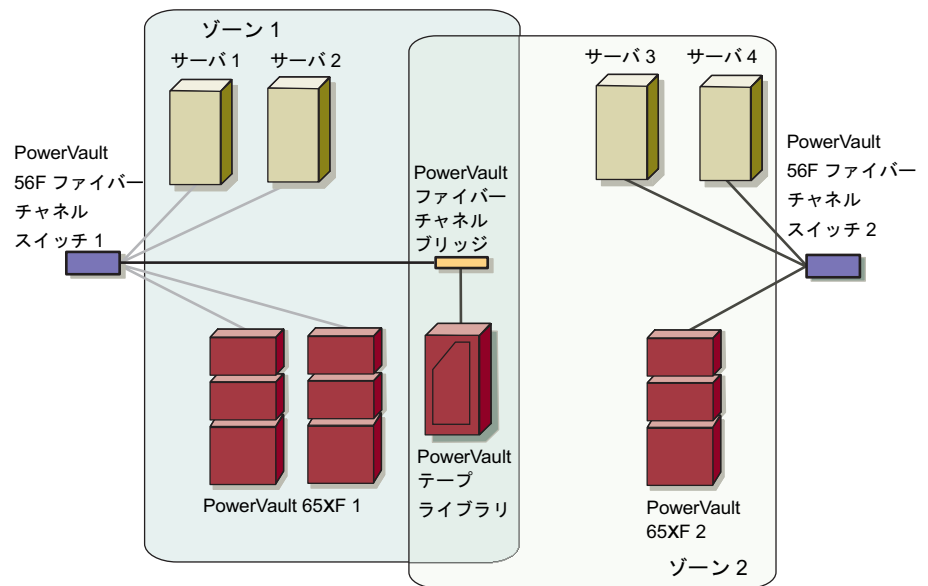 ゾーン 1
サーバ 1
サーバ 2
サーバ 3
サーバ 4
PowerVault
56F ファイバー
チャネル
スイッチ 1
PowerVault
ファイバー
チャネル
ブリッジ
PowerVault
56F ファイバー
チャネル
スイッチ 2
PowerVault 65XF 1
PowerVault
テープ
ライブラリ
PowerVault
65XF 2
ゾーン 2